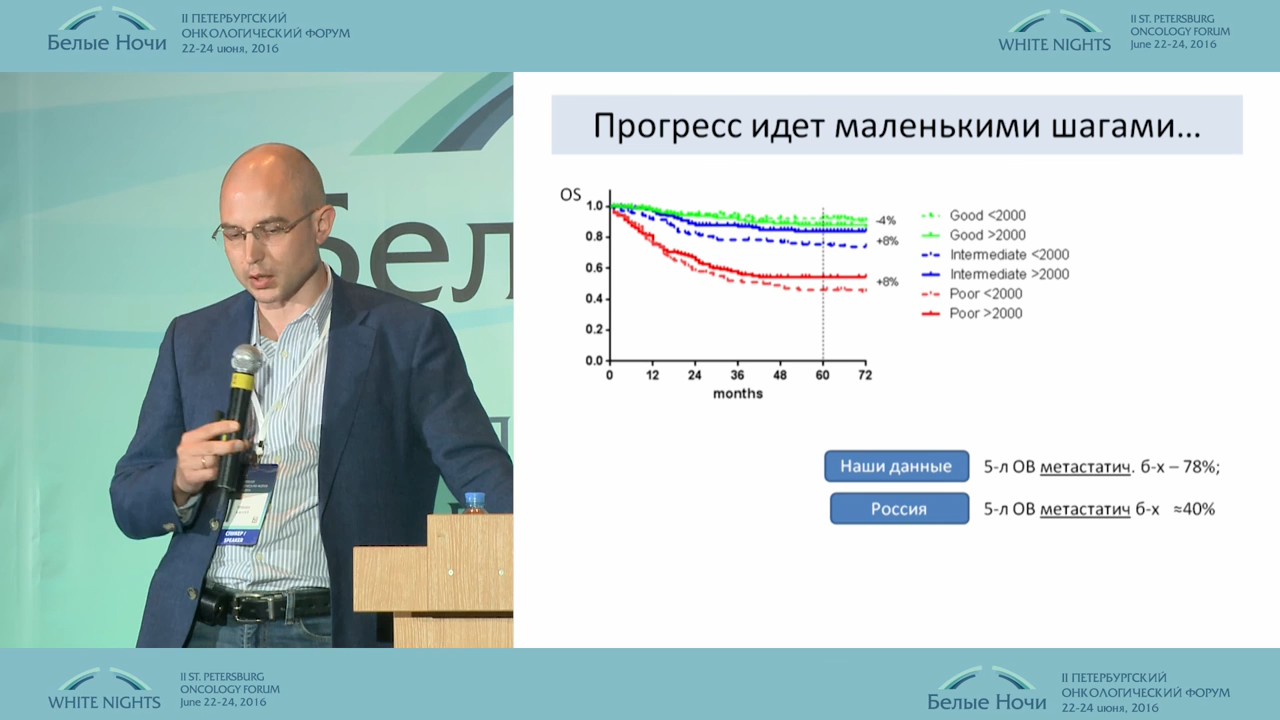 Белые Ночи
II ПЕТЕРБУРГСКИЙ
ОНКОЛОГИЧЕСКИЙ ФОРУМ
22-24 июня, 2016
WHITE NIGHTS
II ST. PETERSBURG
ONCOLOGY FORUM
June 22-24, 2016
Бел
СПИКЕР /
SPEAKER
Прогресс идет маленькими шагами...
OS
1.0
0.8
0.6
0.4
0.2
0.0
0 12 24 36 48 60 72
months
-4%
+8%
+8%
Good <2000
Good >2000
Intermediate <2000
Intermediate >2000
Poor <2000
Poor >2000
Наши данные 5-л ОВ метастатич. б-х – 78%;
Россия 5-л ОВ метастатич б-х ≈40%
WHITE NIGHTS
II ST. PETERSBURG
ONCOLOGY FORUM
June 22-24, 2016
Белые Ночи
II ПЕТЕРБУРГСКИЙ
ОНКОЛОГИЧЕСКИЙ ФОРУМ
22-24 июня, 2016